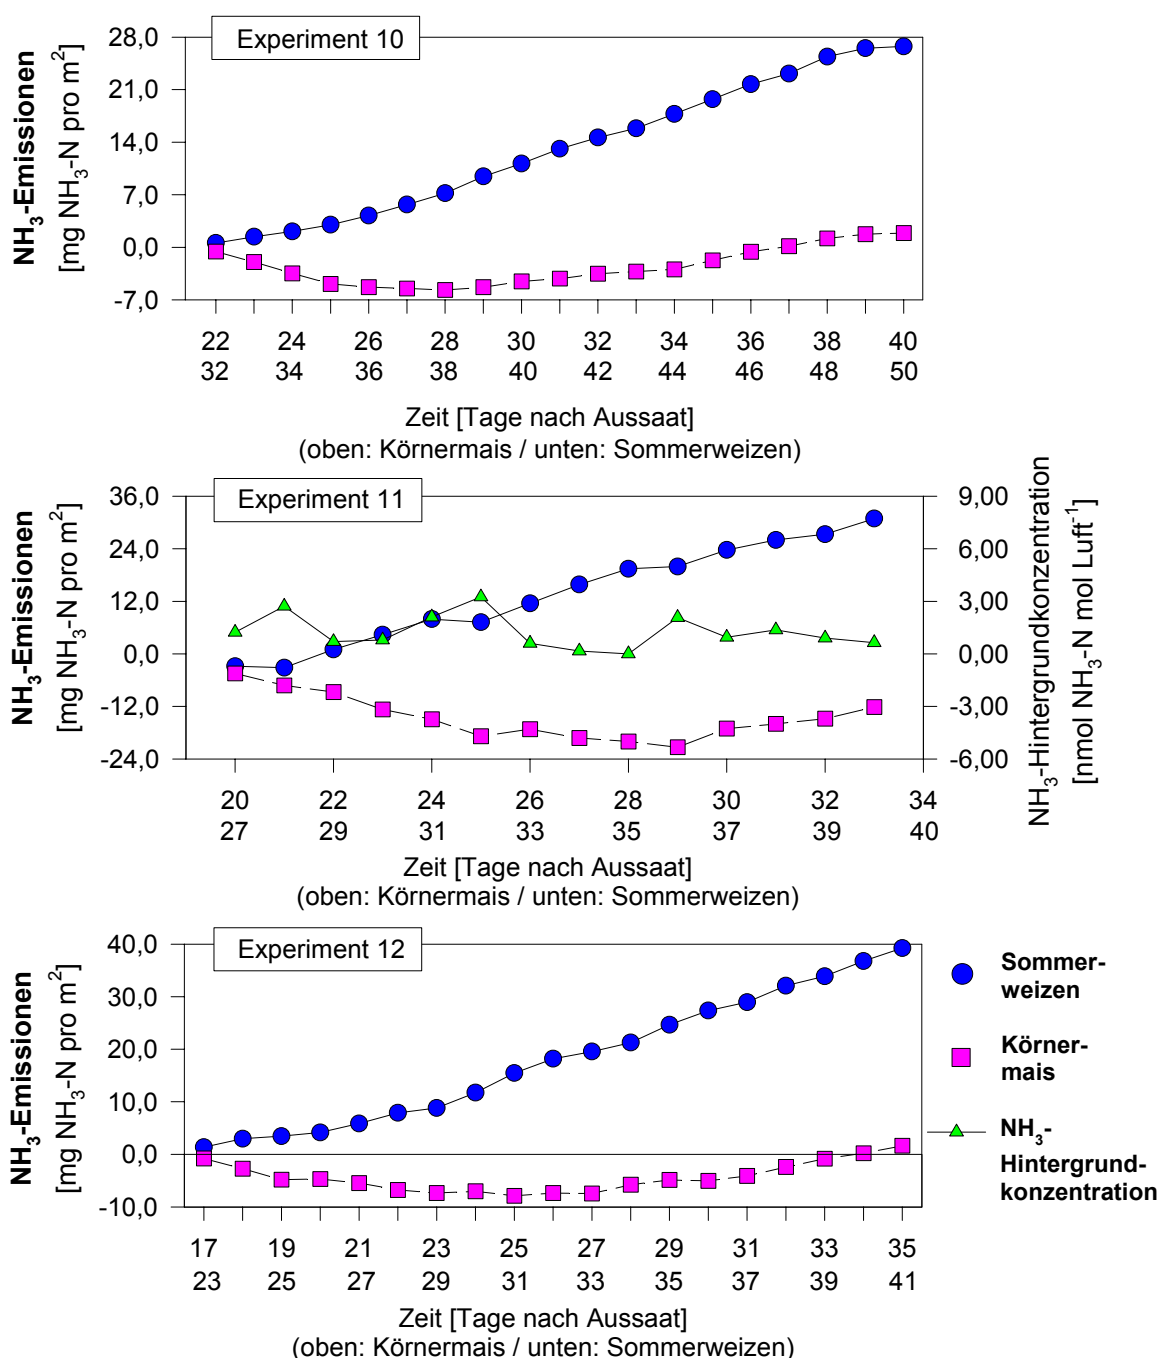 Experiment 10
NH₃-Emissionen
[mg NH₃-N pro m²]
28,0
21,0
14,0
7,0
0,0
-7,0
22 24 26 28 30 32 34 36 38 40
32 34 36 38 40 42 44 46 48 50
Zeit [Tage nach Aussaat]
(oben: Körnermais / unten: Sommerweizen)
Experiment 11
NH₃-Emissionen
[mg NH₃-N pro m²]
36,0
24,0
12,0
0,0
-12,0
-24,0
9,00
6,00
3,00
0,00
-3,00
-6,00
NH₃-Hintergrundkonzentration
[nmol NH₃-N mol Luft⁻¹]
20 22 24 26 28 30 32 34
27 29 31 33 35 37 39 40
Zeit [Tage nach Aussaat]
(oben: Körnermais / unten: Sommerweizen)
Experiment 12
NH₃-Emissionen
[mg NH₃-N pro m²]
40,0
30,0
20,0
10,0
0,0
-10,0
17 19 21 23 25 27 29 31 33 35
23 25 27 29 31 33 35 37 39 41
Zeit [Tage nach Aussaat]
(oben: Körnermais / unten: Sommerweizen)
Sommer-
weizen
Körner-
mais
NH₃-
Hintergrund-
konzentration